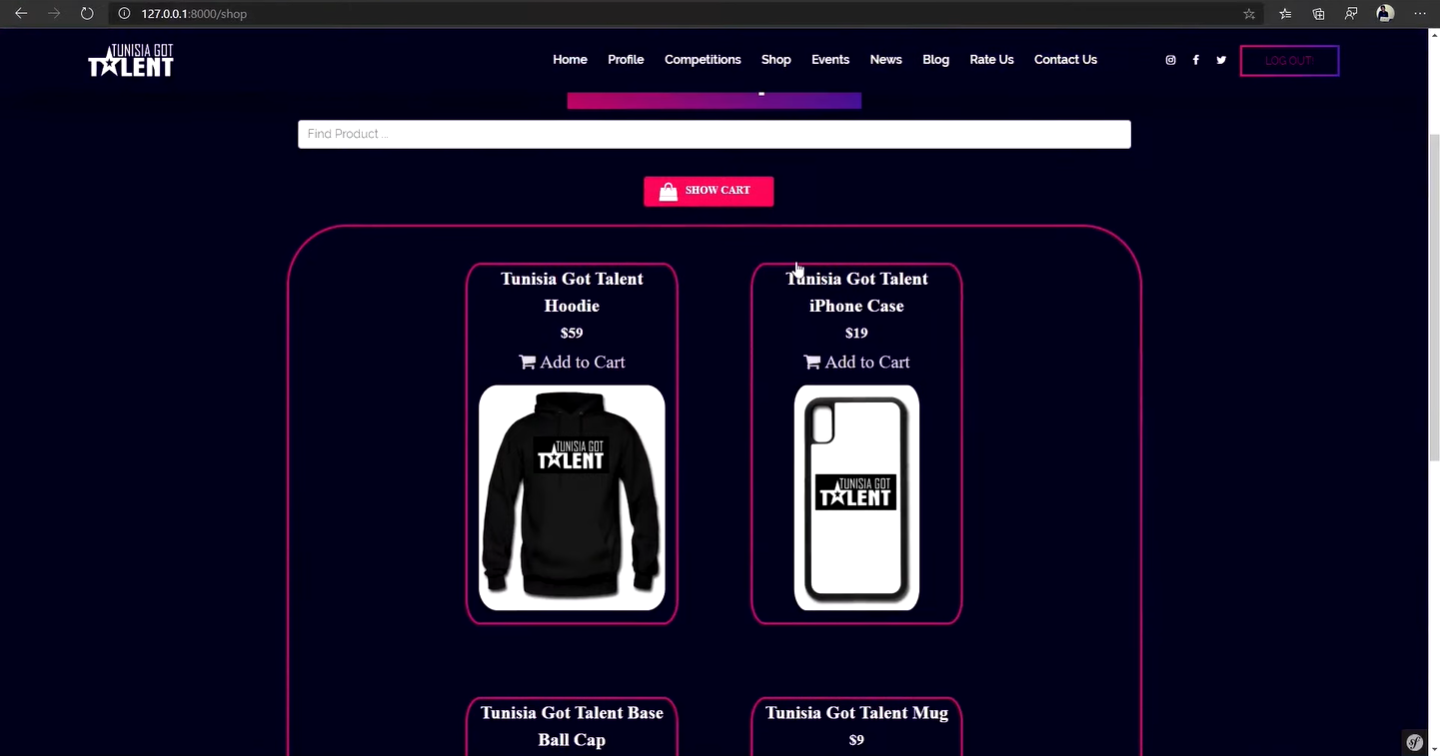 127.0.0.1:8000/shop
TUNISIA GOT
TALENT
Home Profile Competitions Shop Events News Blog Rate Us Contact Us
LOG OUT!
Find Product ...
SHOW CART
Tunisia Got Talent
Hoodie
$59
Add to Cart
TUNISIA GOT
TALENT
Tunisia Got Talent
iPhone Case
$19
Add to Cart
TUNISIA GOT
TALENT
Tunisia Got Talent Base
Ball Cap
Tunisia Got Talent Mug
$9
sf